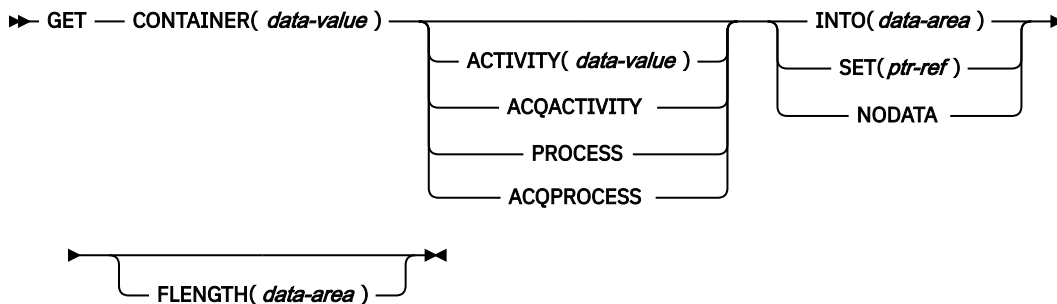 GET CONTAINER( data-value ) INTO( data-area )
ACTIVITY( data-value ) SET( ptr-ref )
ACQACTIVITY NODATA
PROCESS
ACQPROCESS
FLENGTH( data-area )